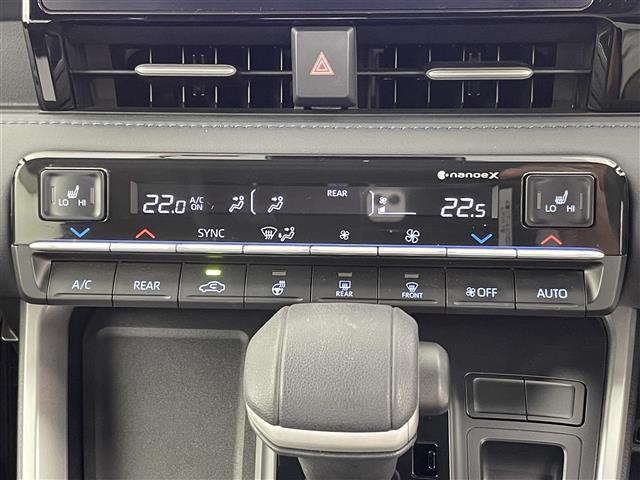 nanoeX
LO HI
22.0 A/C ON
REAR
22.5
LO HI
SYNC
A/C
REAR
REAR
FRONT
OFF
AUTO